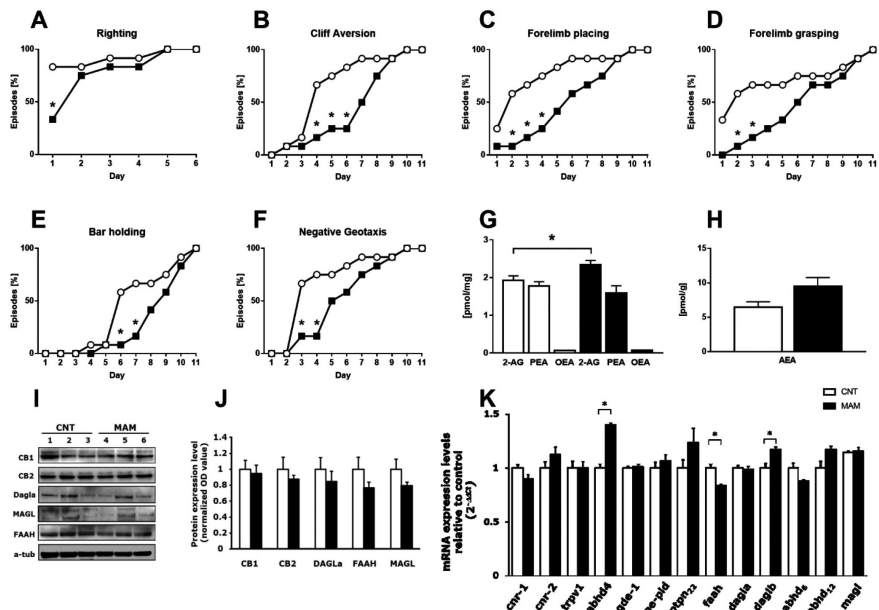 A
Righting
Episodes [%]
100
50
0
*
1 2 3 4 5 6
Day
B
Cliff Aversion
Episodes [%]
100
50
0
* * *
1 2 3 4 5 6 7 8 9 10 11
Day
C
Forelimb placing
Episodes [%]
100
50
0
* * *
1 2 3 4 5 6 7 8 9 10 11
Day
D
Forelimb grasping
Episodes [%]
100
50
0
* *
1 2 3 4 5 6 7 8 9 10 11
Day
E
Bar holding
Episodes [%]
100
50
0
* *
1 2 3 4 5 6 7 8 9 10 11
Day
F
Negative Geotaxis
Episodes [%]
100
50
0
* *
1 2 3 4 5 6 7 8 9 10 11
Day
G
[pmol/mg]
3
2
1
0
*
2-AG PEA OEA 2-AG PEA OEA
H
[pmol/g]
15
10
5
0
AEA
I
CNT MAM
1 2 3 4 5 6
CB1
CB2
Dagla
MAGL
FAAH
a-tub
J
Protein expression level
(normalized OD value)
1.4
1.2
1
0.8
0.6
0.4
0.2
0
CB1 CB2 DAGLa FAAH MAGL
K
CNT
MAM
mRNA expression levels
relative to control
(2-ΔΔCt)
1.5
1
0.5
0
* * *
cnr-1
cnr-2
trpv1
gde-1
faah
dagla
daglb
magl